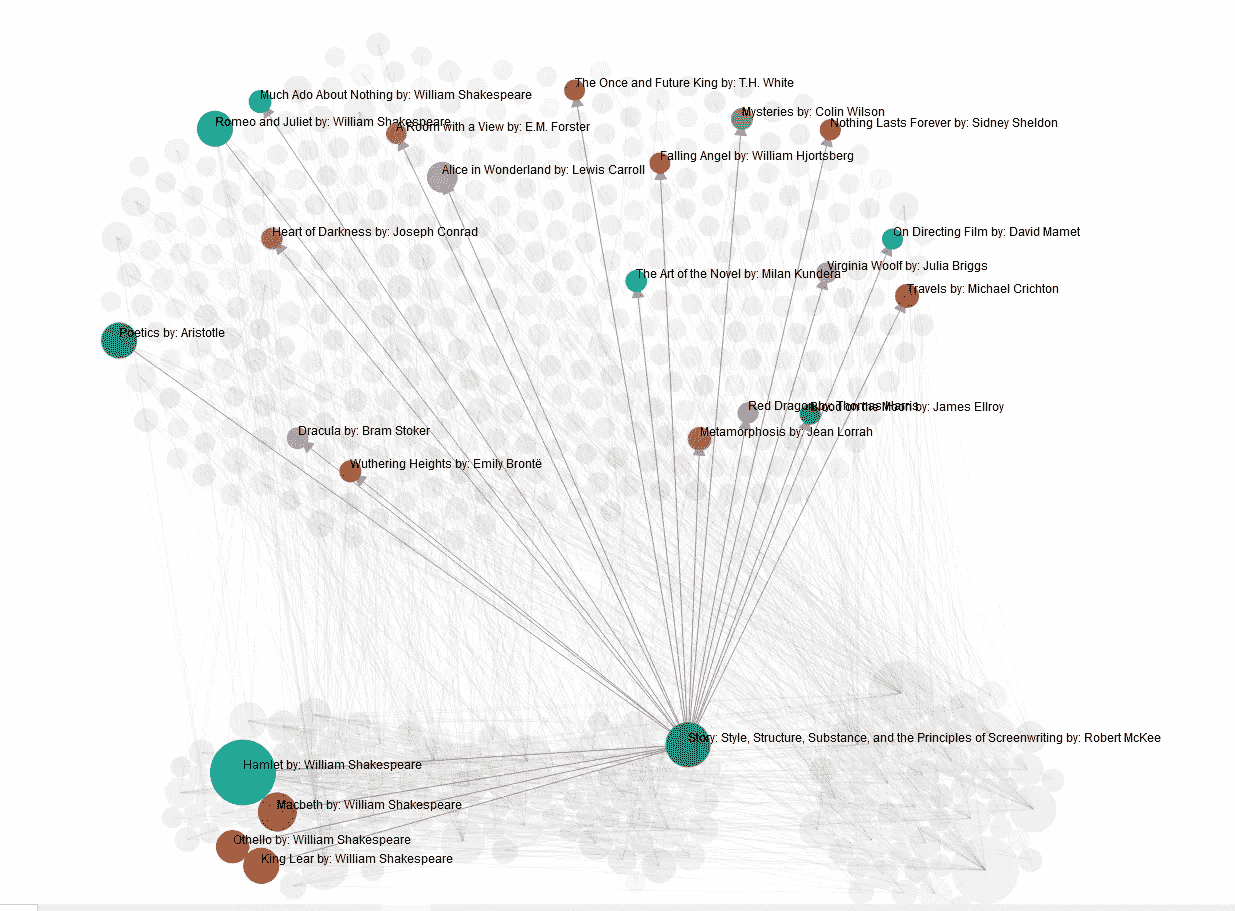 The Once and Future King by: T.H. White
Much Ado About Nothing by: William Shakespeare
Mysteries by: Colin Wilson
Romeo and Juliet by: William Shakespeare
Nothing Lasts Forever by: Sidney Sheldon
A Room with a View by: E.M. Forster
Falling Angel by: William Hjortsberg
Alice in Wonderland by: Lewis Carroll
Heart of Darkness by: Joseph Conrad
On Directing Film by: David Mamet
Virginia Woolf by: Julia Briggs
The Art of the Novel by: Milan Kundera
Travels by: Michael Crichton
Poetics by: Aristotle
Red Dragon by: Thomas Harris
Blood on the Moon by: James Ellroy
Dracula by: Bram Stoker
Metamorphosis by: Jean Lorrah
Wuthering Heights by: Emily Brontë
Story: Style, Structure, Substance, and the Principles of Screenwriting by: Robert McKee
Hamlet by: William Shakespeare
Macbeth by: William Shakespeare
Othello by: William Shakespeare
King Lear by: William Shakespeare